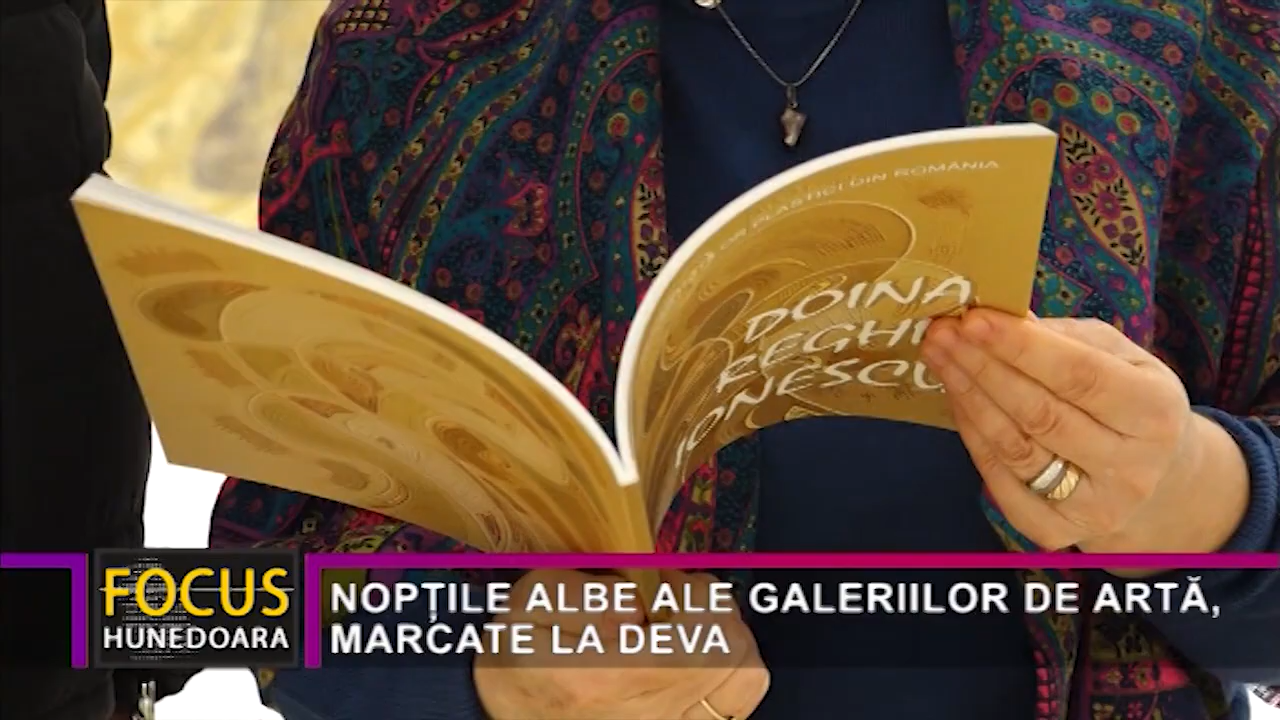 PLASTICI DIN ROMÂNIA
DOINA
IONESCU
FOCUS
HUNEDOARA
NOPȚILE ALBE ALE GALERIILOR DE ARTĂ,
MARCATE LA DEVA